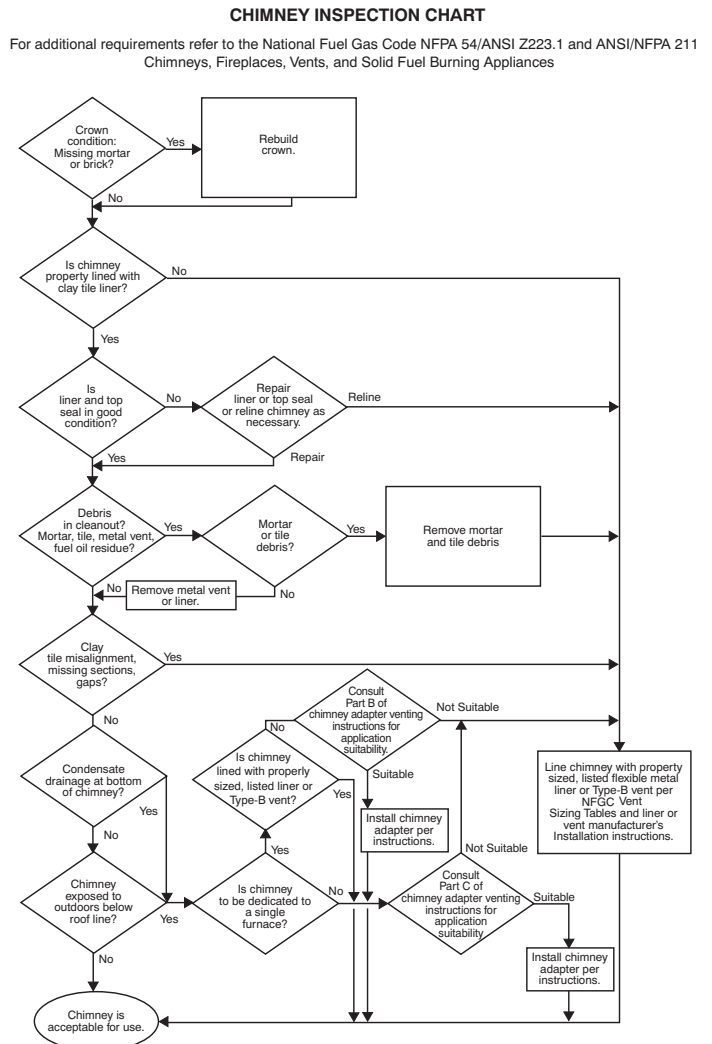 CHIMNEY INSPECTION CHART
For additional requirements refer to the National Fuel Gas Code NFPA 54/ANSI Z223.1 and ANSI/NFPA 211
Chimneys, Fireplaces, Vents, and Solid Fuel Burning Appliances
Crown
condition:
Missing mortar
or brick?
Yes
Rebuild
crown.
No
Is chimney
property lined with
clay tile liner?
No
Yes
Is
liner and top
seal in good
condition?
No
Repair
liner or top seal
or reline chimney as
necessary.
Reline
Yes
Repair
Debris
in cleanout?
Mortar, tile, metal vent,
fuel oil residue?
Yes
Mortar
or tile
debris?
Yes
Remove mortar
and tile debris
No
Remove metal vent
or liner.
No
Clay
tile misalignment,
missing sections,
gaps?
Yes
No
Condensate
drainage at bottom
of chimney?
Yes
No
Is chimney
lined with properly
sized, listed liner or
Type-B vent?
No
Yes
Consult
Part B of
chimney adapter venting
instructions for
application
suitability.
Not Suitable
Suitable
Install chimney
adapter per
instructions.
Line chimney with property
sized, listed flexible metal
liner or Type-B vent per
NFGC Vent
Sizing Tables and liner or
vent manufacturer's
Installation instructions.
Chimney
exposed to
outdoors below
roof line?
Yes
No
Is chimney
to be dedicated to
a single
furnace?
Yes
No
Not Suitable
Consult
Part C of
chimney adapter venting
instructions for
application
suitability
Suitable
Install chimney
adapter per
instructions.
Chimney is
acceptable for use.